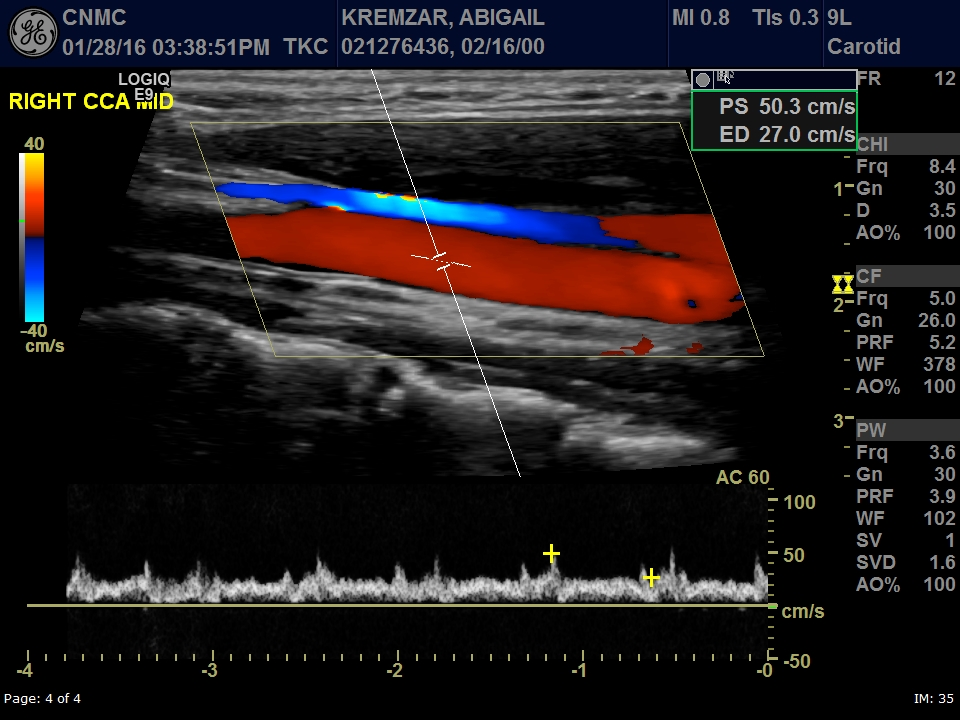 CNMC
01/28/16 03:38:51PM TKC
KREMZAR, ABIGAIL
021276436, 02/16/00
MI 0.8 TIs 0.3
9L
Carotid
LOGIQ
E9
RIGHT CCA MID
PS 50.3 cm/s
ED 27.0 cm/s
FR 12
CHI
Frq 8.4
Gn 30
D 3.5
AO% 100
CF
Frq 5.0
Gn 26.0
PRF 5.2
WF 378
AO% 100
PW
Frq 3.6
Gn 30
PRF 3.9
WF 102
SV 1
SVD 1.6
AO% 100
40
-40
cm/s
1
2
3
AC 60
100
50
cm/s
-50
-4 -3 -2 -1 -0
Page: 4 of 4
IM: 35